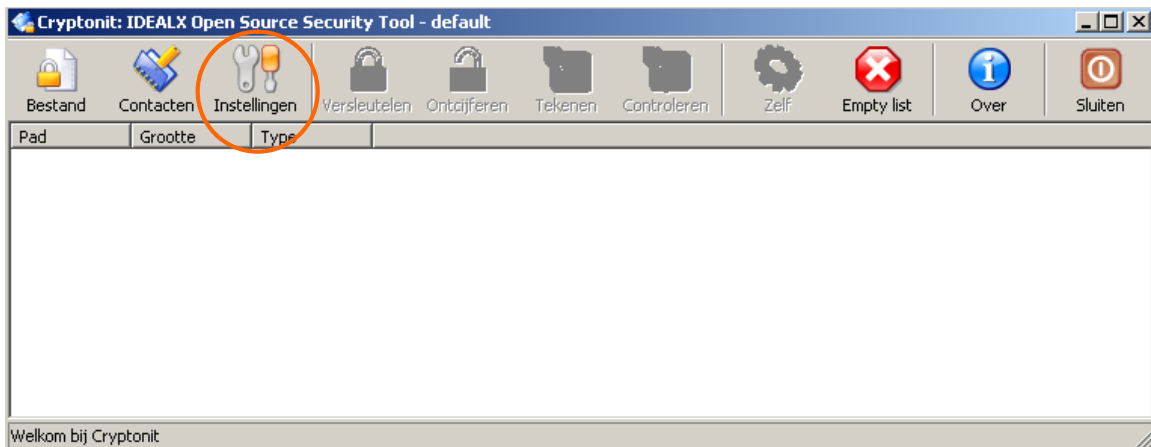 Cryptonit: IDEALX Open Source Security Tool - default
Bestand Contacten Instellingen Versleutelen Ontcijferen Tekenen Controleren Zelf Empty list Over Sluiten
Pad Grootte Type
Welkom bij Cryptonit